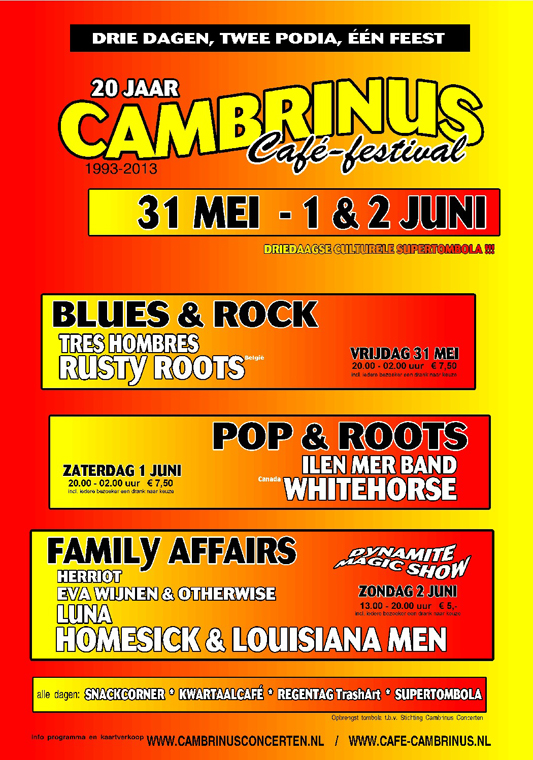 DRIE DAGEN, TWEE PODIA, ÉÉN FEEST
20 JAAR
CAMBRINUS
Café-festival
1993-2013
31 MEI - 1 & 2 JUNI
DRIEDAAGSE CULTURELE SUPERTOMBOLA !!!
BLUES & ROCK
TRES HOMBRES
RUSTY ROOTS België
VRIJDAG 31 MEI
20.00 - 02.00 uur € 7,50
incl. iedere bezoeker een drank naar keuze
POP & ROOTS
ILEN MER BAND
Canada WHITEHORSE
ZATERDAG 1 JUNI
20.00 - 02.00 uur € 7,50
incl. iedere bezoeker een drank naar keuze
FAMILY AFFAIRS
HERRIOT
EVA WIJNEN & OTHERWISE
LUNA
HOMESICK & LOUISIANA MEN
DYNAMITE
MAGIC SHOW
ZONDAG 2 JUNI
13.00 - 20.00 uur € 5,-
incl. iedere bezoeker een drank naar keuze
alle dagen: SNACKCORNER * KWARTAALCAFÉ * REGENTAG TrashArt * SUPERTOMBOLA
Opbrengst tombola t.b.v. Stichting Cambrinus Concerten
info programma en kaartverkoop WWW.CAMBRINUSCONCERTEN.NL / WWW.CAFE-CAMBRINUS.NL